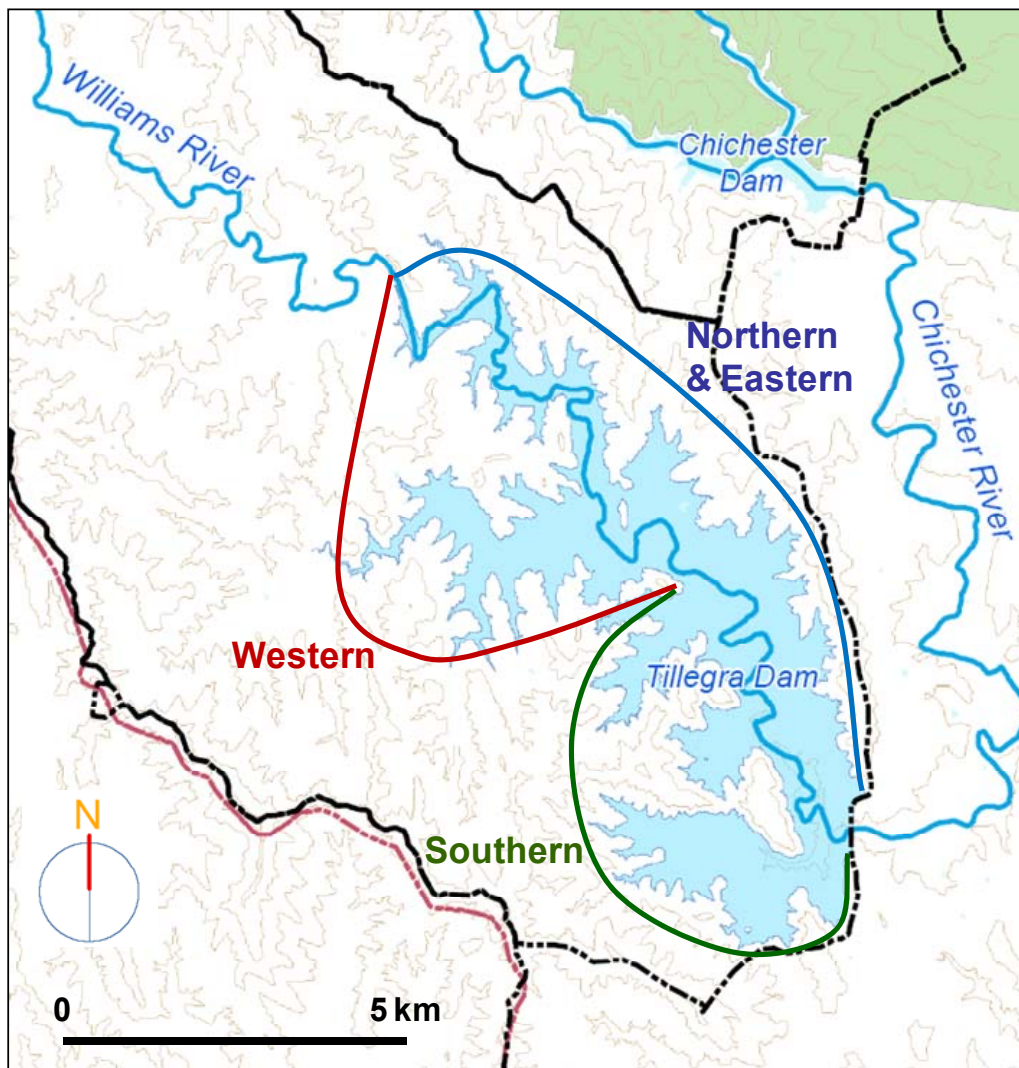 Williams River
Chichester
Dam
Northern
& Eastern
Chichester River
Western
Tillegra Dam
Southern
N
0
5 km